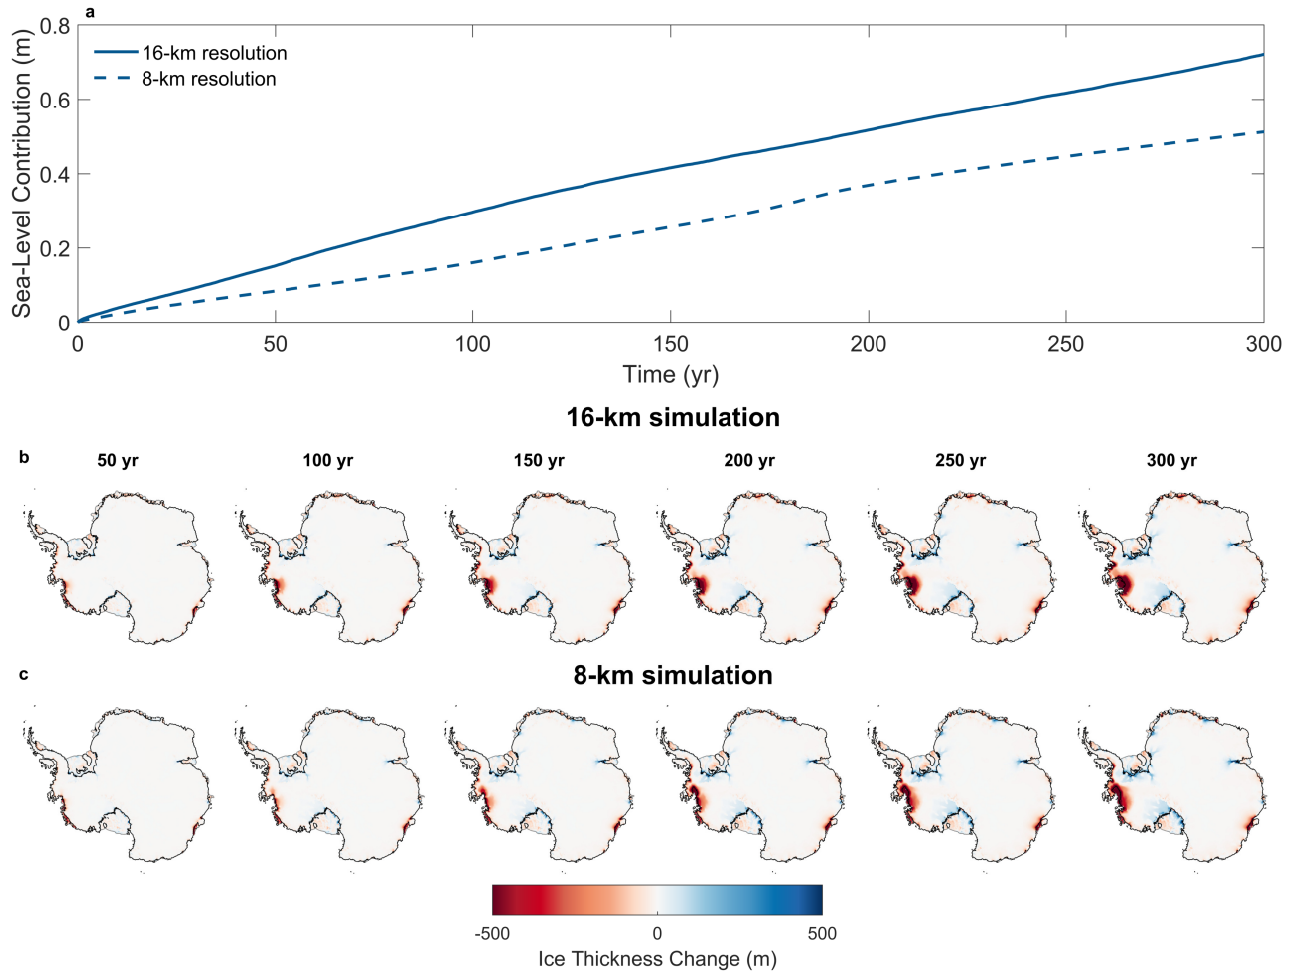 a
0.8
0.6
0.4
0.2
0
Sea-Level Contribution (m)
16-km resolution
8-km resolution
0 50 100 150 200 250 300
Time (yr)
16-km simulation
b
50 yr 100 yr 150 yr 200 yr 250 yr 300 yr
c
8-km simulation
-500 0 500
Ice Thickness Change (m)